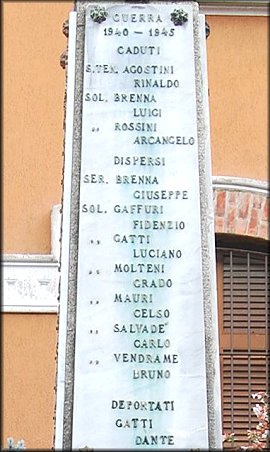 GUERRA
1940 - 1945
CADUTI
S.TEN. AGOSTINI
RINALDO
SOL. BRENNA
LUIGI
" ROSSINI
ARCANGELO
DISPERSI
SER. BRENNA
GIUSEPPE
SOL. GAFFURI
FIDENZIO
" GATTI
LUCIANO
" MOLTENI
GRADO
" MAURI
CELSO
" SALVADE'
CARLO
" VENDRAME
BRUNO
DEPORTATI
GATTI
DANTE